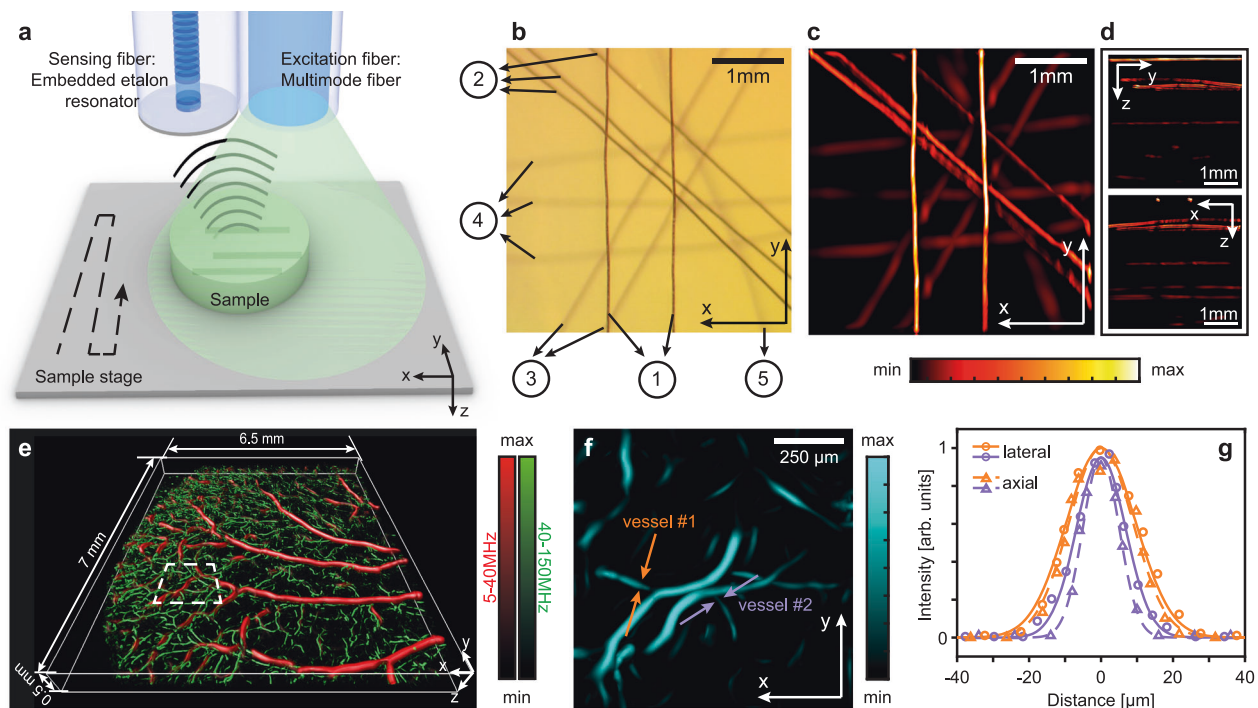 a
Sensing fiber:
Embedded etalon
resonator
Excitation fiber:
Multimode fiber
Sample
Sample stage
x
y
z
b
1mm
2
4
y
x
3
1
5
c
1mm
y
x
min
max
d
y
z
1mm
x
z
1mm
e
6.5 mm
7 mm
0.5 mm
y
x
z
max
5-40MHz
40-150MHz
min
f
250 µm
vessel #1
vessel #2
y
x
max
min
g
lateral
axial
Intensity [arb. units]
1
0
-40
-20
0
20
40
Distance [µm]